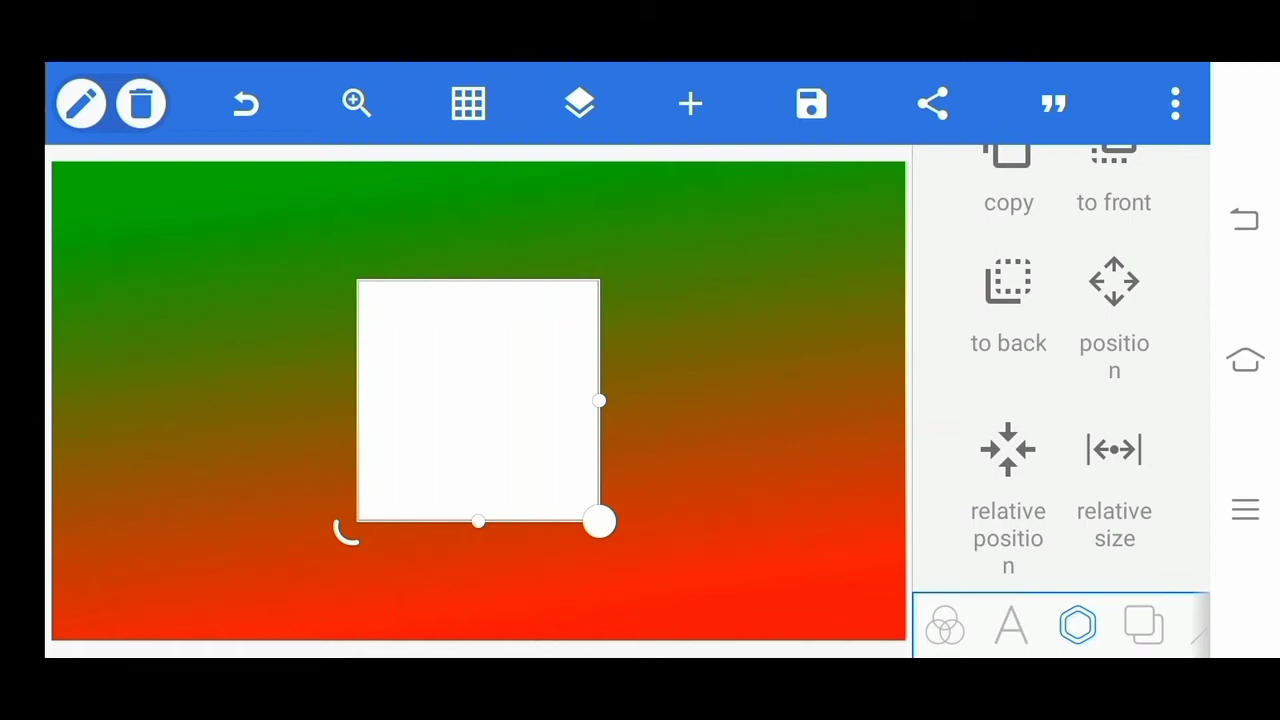 copy
to front
to back
positio
n
relative
positio
n
relative
size